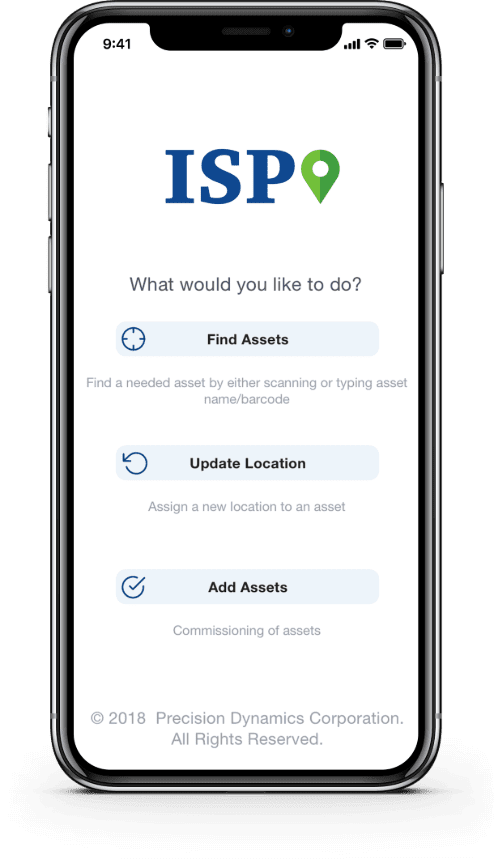 9:41
ISP
What would you like to do?
Find Assets
Find a needed asset by either scanning or typing asset
name/barcode
Update Location
Assign a new location to an asset
Add Assets
Commissioning of assets
© 2018  Precision Dynamics Corporation.
All Rights Reserved.